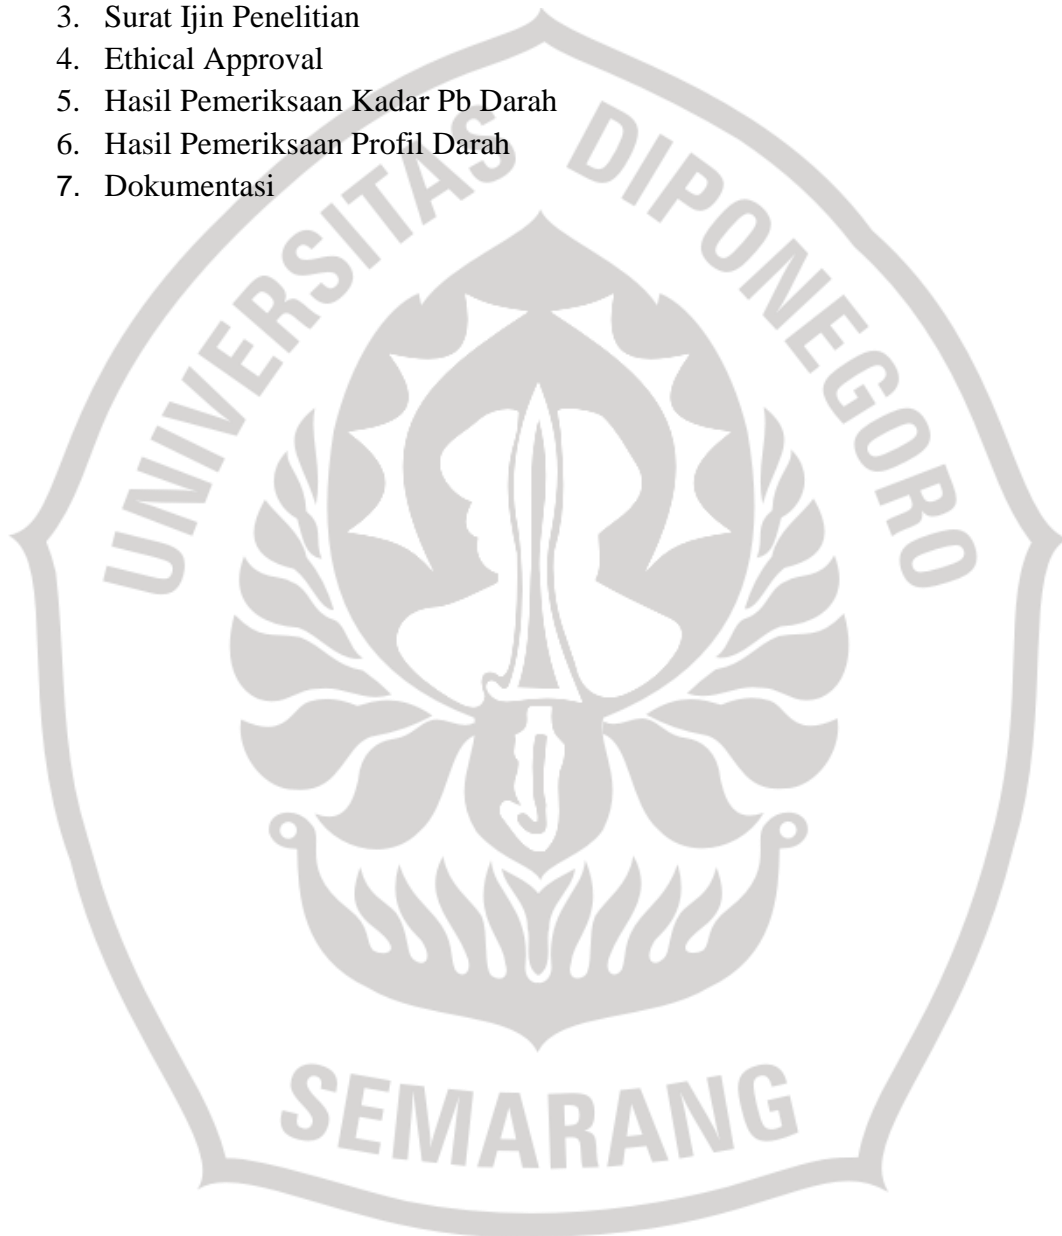 3. Surat Ijin Penelitian
4. Ethical Approval
5. Hasil Pemeriksaan Kadar Pb Darah
6. Hasil Pemeriksaan Profil Darah
7. Dokumentasi
UNIVERSITAS DIPONEGORO
SEMARANG